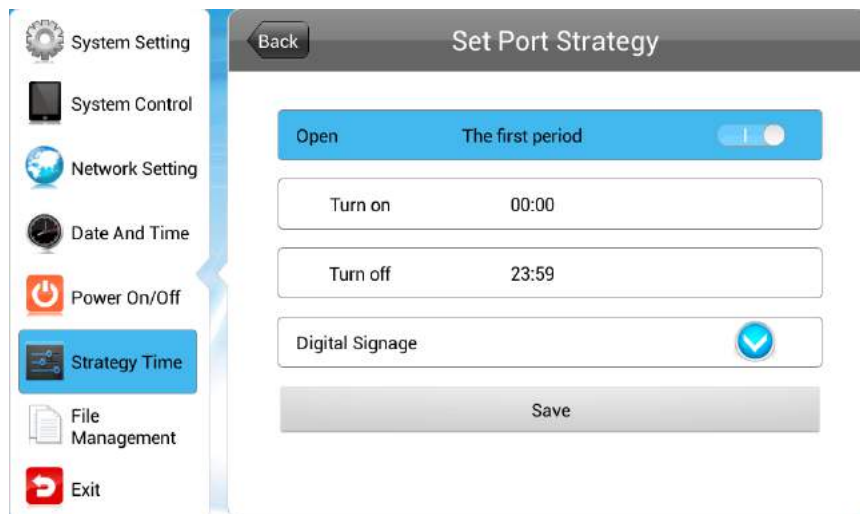 System Setting
System Control
Network Setting
Date And Time
Power On/Off
Strategy Time
File
Management
Exit
Back
Set Port Strategy
Open The first period
Turn on 00:00
Turn off 23:59
Digital Signage
Save